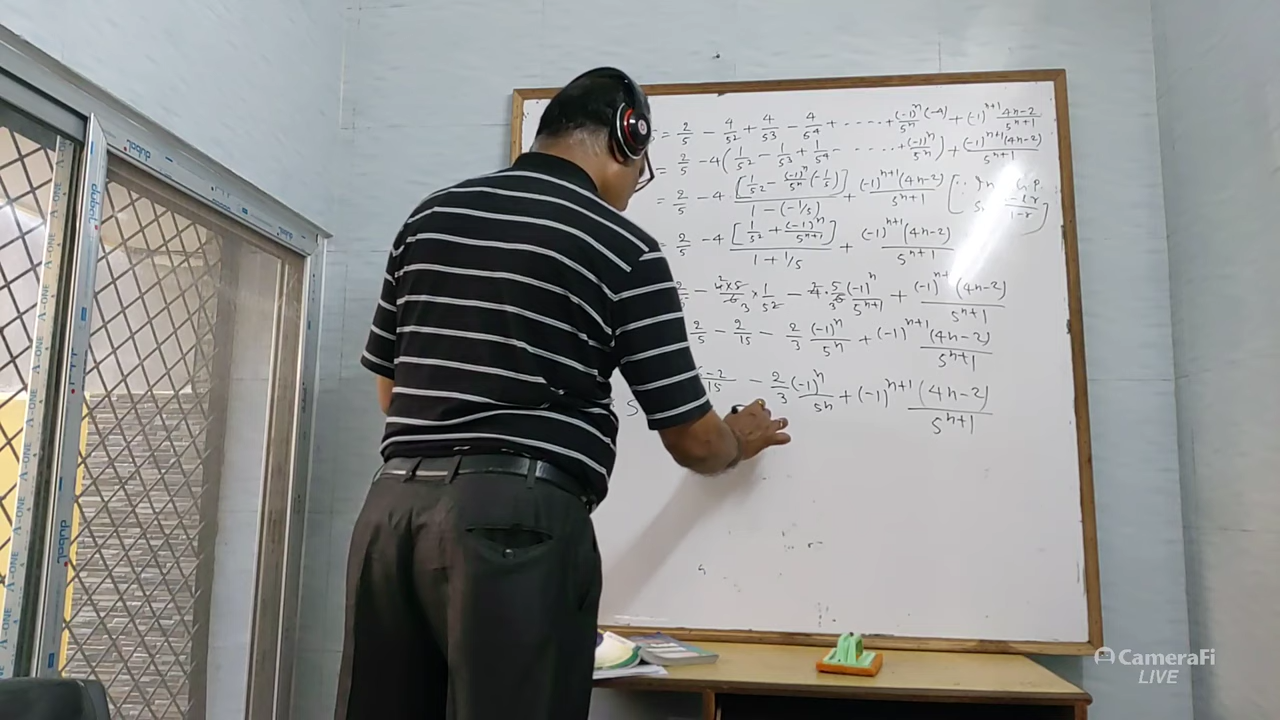 = 2/5 - 4/5² + 4/5³ - 4/5⁴ + ...... + (-1)ⁿ/5ⁿ (-4) + (-1)ⁿ⁺¹ (4n-2)/5ⁿ⁺¹
= 2/5 - 4(1/5² - 1/5³ + 1/5⁴ - ...... + (-1)ⁿ/5ⁿ) + (-1)ⁿ⁺¹(4n-2)/5ⁿ⁺¹
= 2/5 - 4 [1/5² - (-1)ⁿ/5ⁿ (-1/5)]/1-(-1/5) + (-1)ⁿ⁺¹(4n-2)/5ⁿ⁺¹
2/5 - 4 [1/5² + (-1)ⁿ/5ⁿ⁺¹]/1+1/5 + (-1)ⁿ⁺¹(4n-2)/5ⁿ⁺¹
- 4×5/6 3 × 1/5² - 4.5/6 3 (-1)ⁿ/5ⁿ⁺¹ + (-1)ⁿ⁺¹(4n-2)/5ⁿ⁺¹
2/5 - 2/15 - 2/3 (-1)ⁿ/5ⁿ + (-1)ⁿ⁺¹ (4n-2)/5ⁿ⁺¹
S -2/15 - 2/3 (-1)ⁿ/5ⁿ + (-1)ⁿ⁺¹ (4n-2)/5ⁿ⁺¹
dubal
A-ONE
CameraFi
LIVE